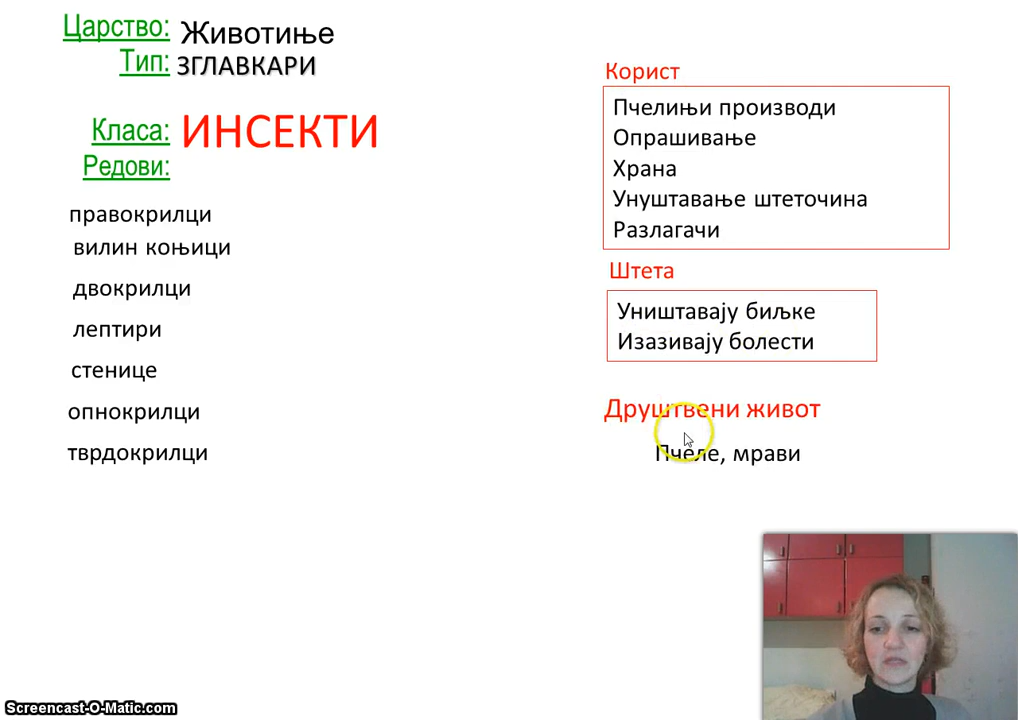 Царство: Животиње
Тип: ЗГЛАВКАРИ
Класа: ИНСЕКТИ
Редови:
правокрилци
вилин коњици
двокрилци
лептири
стенице
опнокрилци
тврдокрилци
Корист
Пчелињи производи
Опрашивање
Храна
Унуштавање штеточина
Разлагачи
Штета
Уништавају биљке
Изазивају болести
Друштвени живот
Пчеле, мрави
Screencast-O-Matic.com